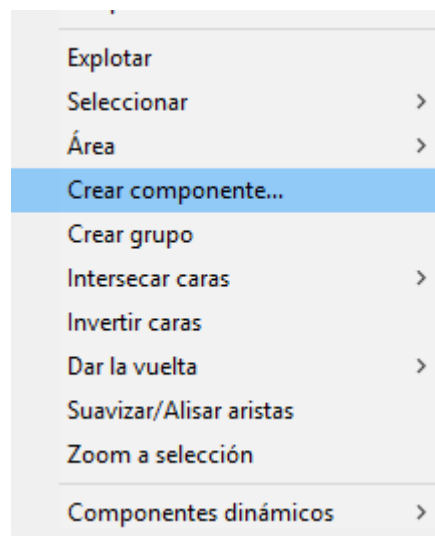 Explotar
Seleccionar
Área
Crear componente...
Crear grupo
Intersecar caras
Invertir caras
Dar la vuelta
Suavizar/Alisar aristas
Zoom a selección
Componentes dinámicos